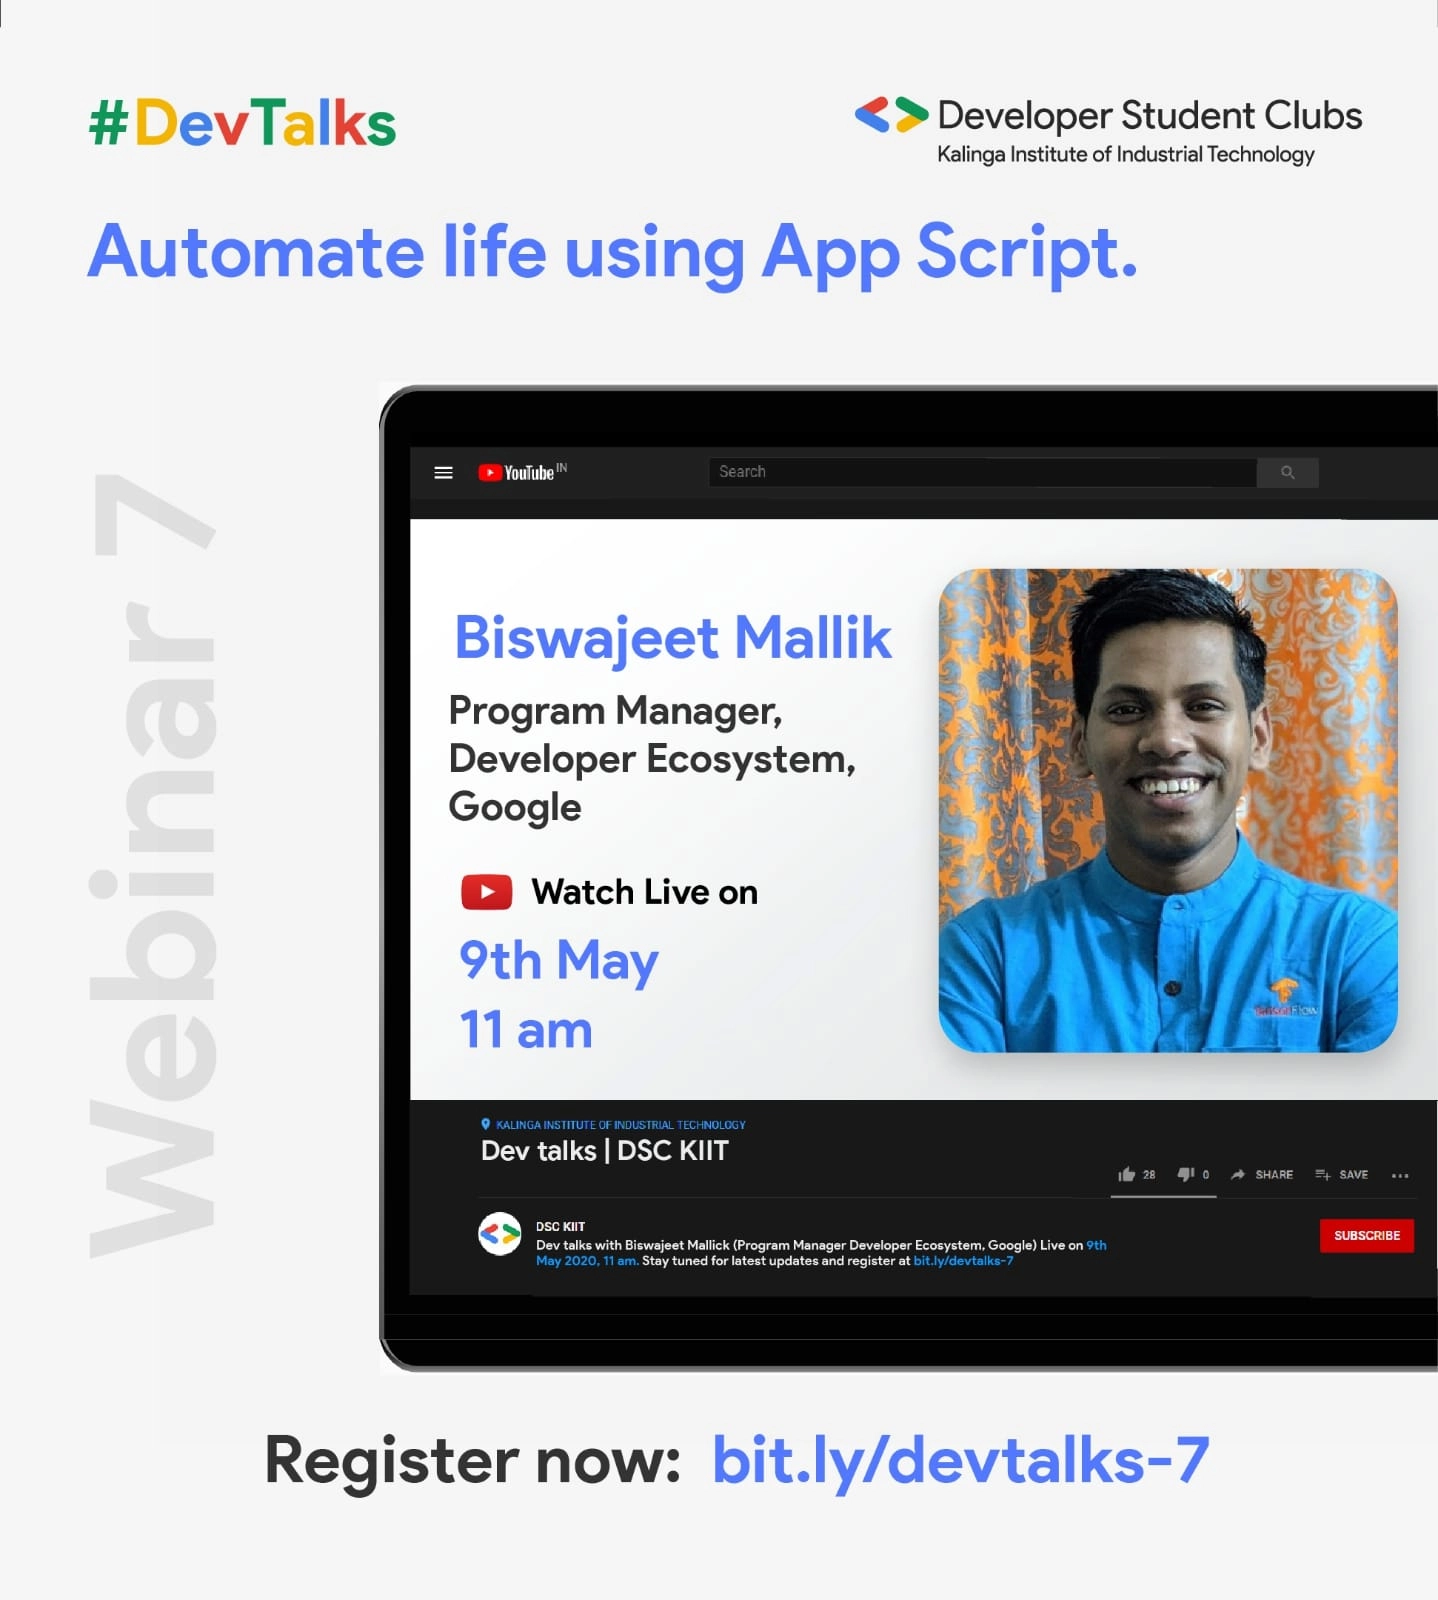 #DevTalks
Developer Student Clubs
Kalinga Institute of Industrial Technology
Automate life using App Script.
Webinar 7
YouTube IN
Search
Biswajeet Mallik
Program Manager,
Developer Ecosystem,
Google
Watch Live on
9th May
11 am
KALINGA INSTITUTE OF INDUSTRIAL TECHNOLOGY
Dev talks | DSC KIIT
28 0 SHARE SAVE
DSC KIIT
Dev talks with Biswajeet Mallick (Program Manager Developer Ecosystem, Google) Live on 9th
May 2020, 11 am. Stay tuned for latest updates and register at bit.ly/devtalks-7
SUBSCRIBE
Register now: bit.ly/devtalks-7